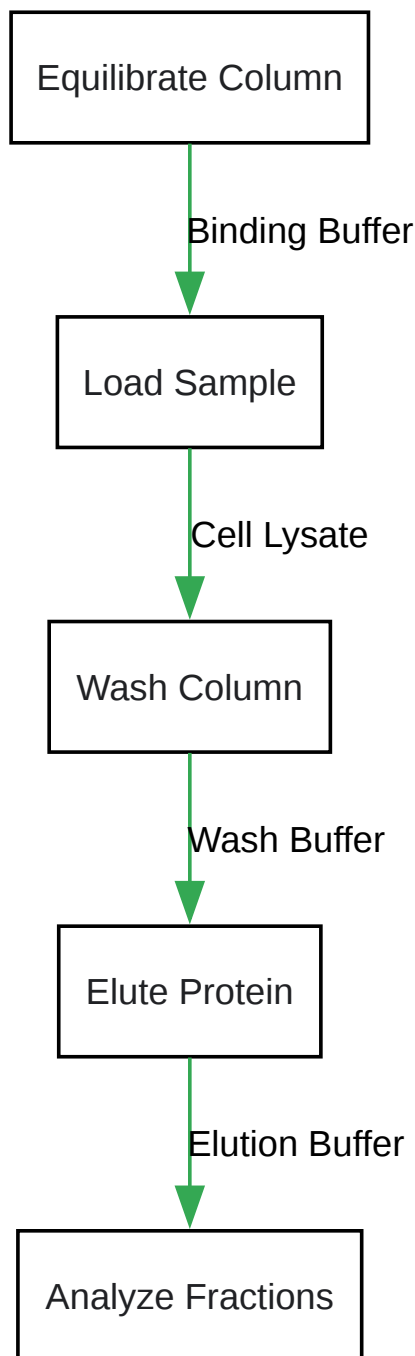 Equilibrate Column
Binding Buffer
Load Sample
Cell Lysate
Wash Column
Wash Buffer
Elute Protein
Elution Buffer
Analyze Fractions